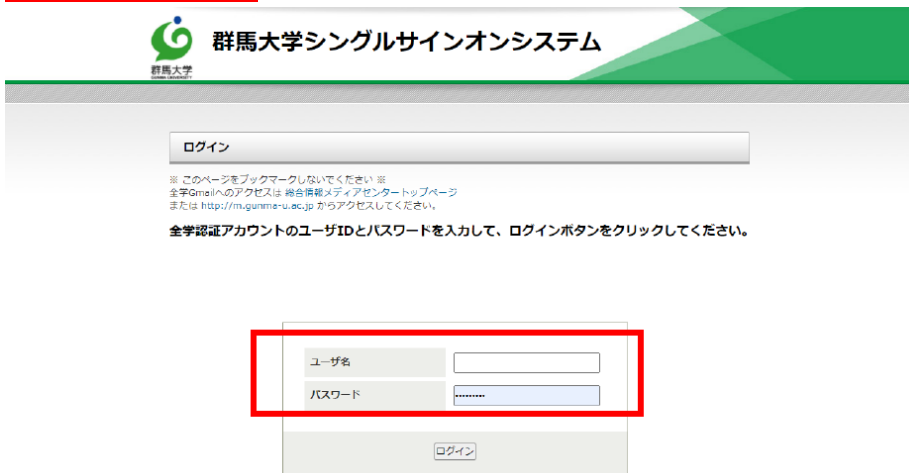 群馬大学シングルサインオンシステム
群馬大学
GUNMA UNIVERSITY
ログイン
※ このページをブックマークしないでください ※
全学Gmailへのアクセスは 総合情報メディアセンタートップページ
または http://m.gunma-u.ac.jp からアクセスしてください。
全学認証アカウントのユーザIDとパスワードを入力して、ログインボタンをクリックしてください。
ユーザ名
パスワード
ログイン